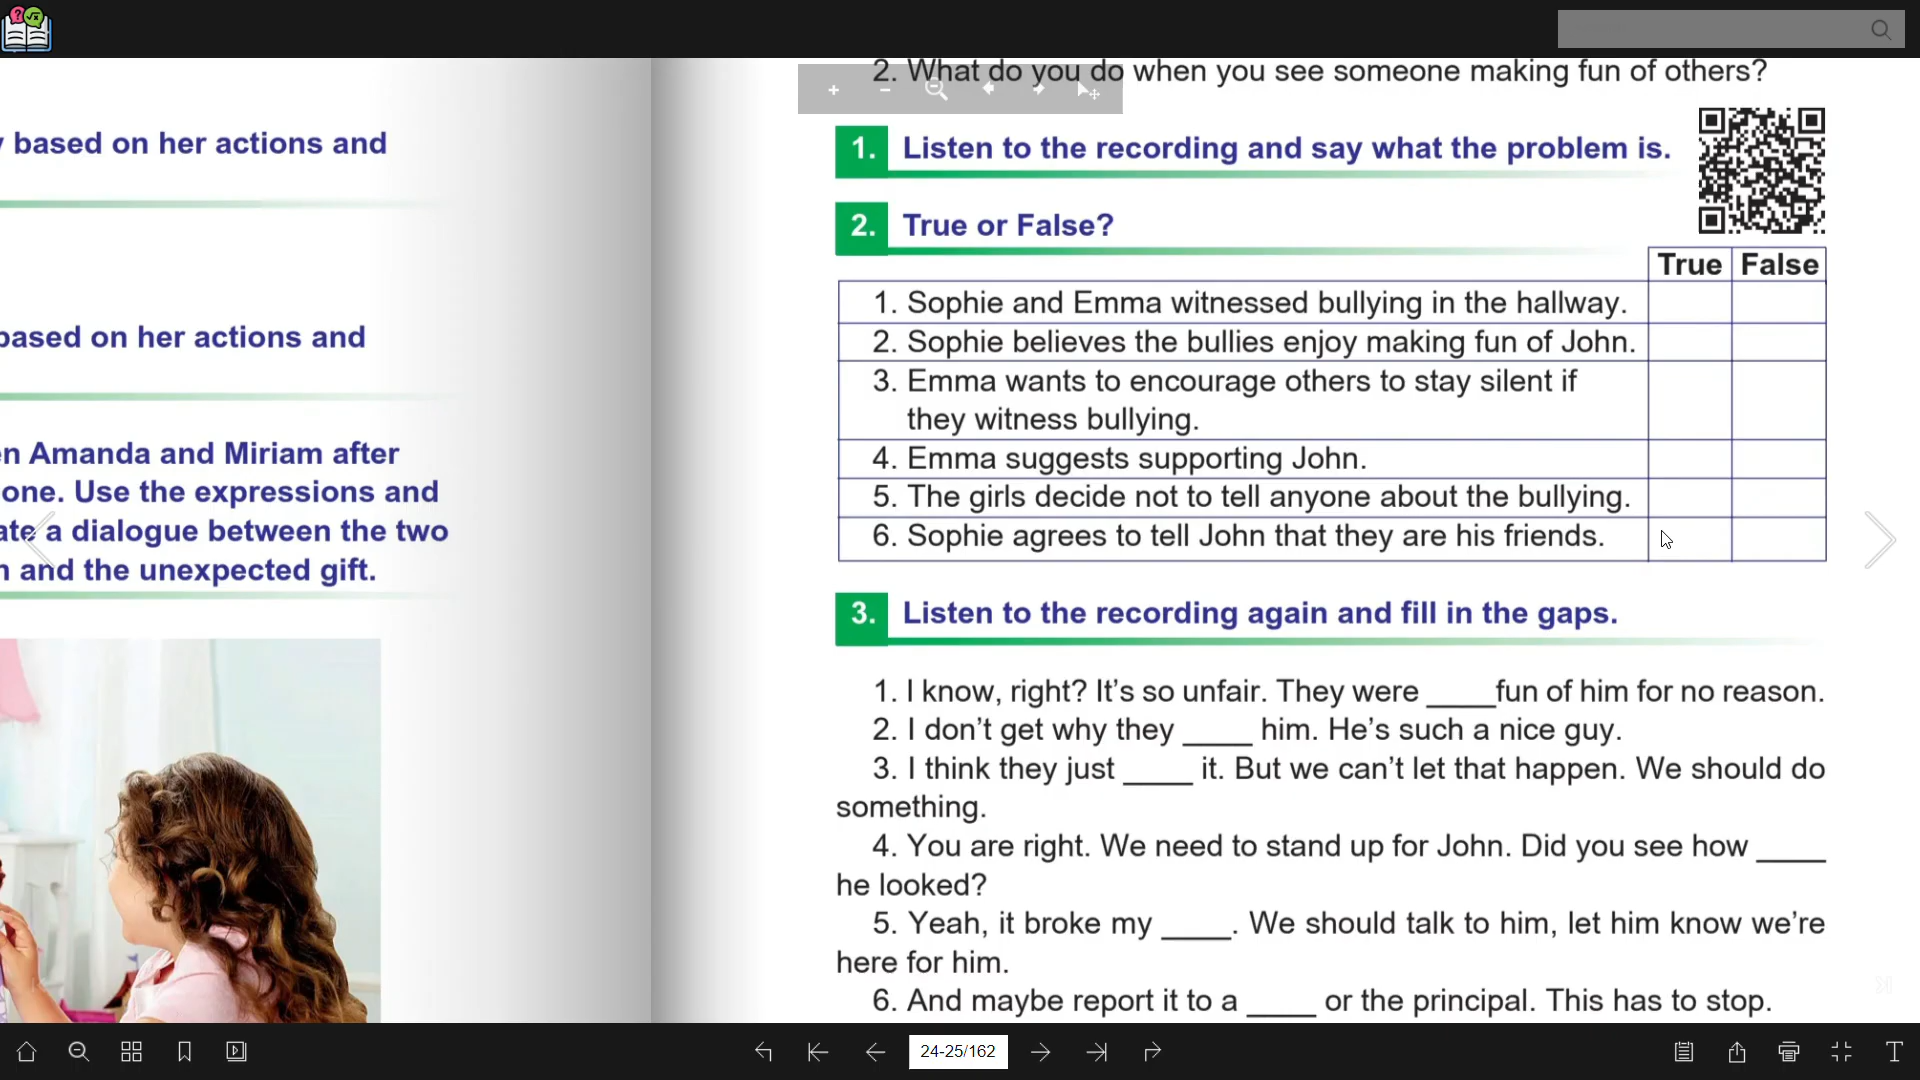 y based on her actions and
based on her actions and
en Amanda and Miriam after
one. Use the expressions and
ate a dialogue between the two
n and the unexpected gift.
2. What do you do when you see someone making fun of others?
1. Listen to the recording and say what the problem is.
2. True or False?
True False
1. Sophie and Emma witnessed bullying in the hallway.
2. Sophie believes the bullies enjoy making fun of John.
3. Emma wants to encourage others to stay silent if
they witness bullying.
4. Emma suggests supporting John.
5. The girls decide not to tell anyone about the bullying.
6. Sophie agrees to tell John that they are his friends.
3. Listen to the recording again and fill in the gaps.
1. I know, right? It's so unfair. They were ____fun of him for no reason.
2. I don't get why they ____ him. He's such a nice guy.
3. I think they just ____ it. But we can't let that happen. We should do
something.
4. You are right. We need to stand up for John. Did you see how ____
he looked?
5. Yeah, it broke my ____. We should talk to him, let him know we're
here for him.
6. And maybe report it to a ____ or the principal. This has to stop.
24-25/162